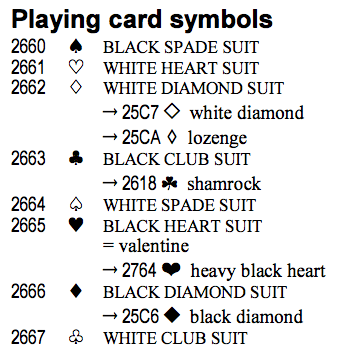 Playing card symbols
2660 ♠ BLACK SPADE SUIT
2661 ♡ WHITE HEART SUIT
2662 ♢ WHITE DIAMOND SUIT
→ 25C7 ◇ white diamond
→ 25CA ◊ lozenge
2663 ♣ BLACK CLUB SUIT
→ 2618 ☘ shamrock
2664 ♤ WHITE SPADE SUIT
2665 ♥ BLACK HEART SUIT
= valentine
→ 2764 ❤ heavy black heart
2666 ♦ BLACK DIAMOND SUIT
→ 25C6 ◆ black diamond
2667 ♧ WHITE CLUB SUIT